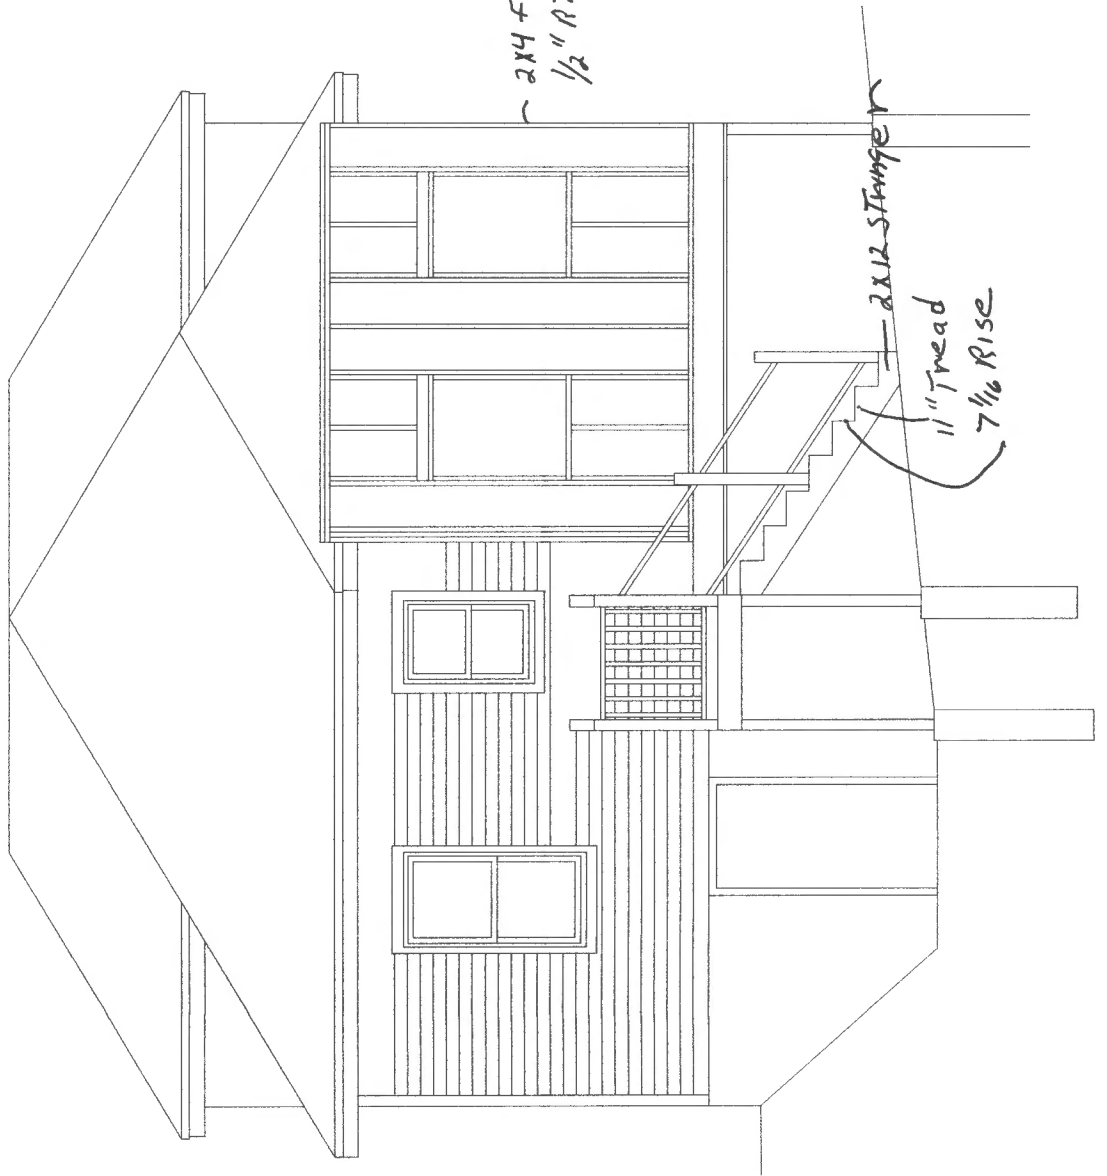 2x4 F
1/2" P.
2x12 STringer
11" Tread
7 1/16 Rise